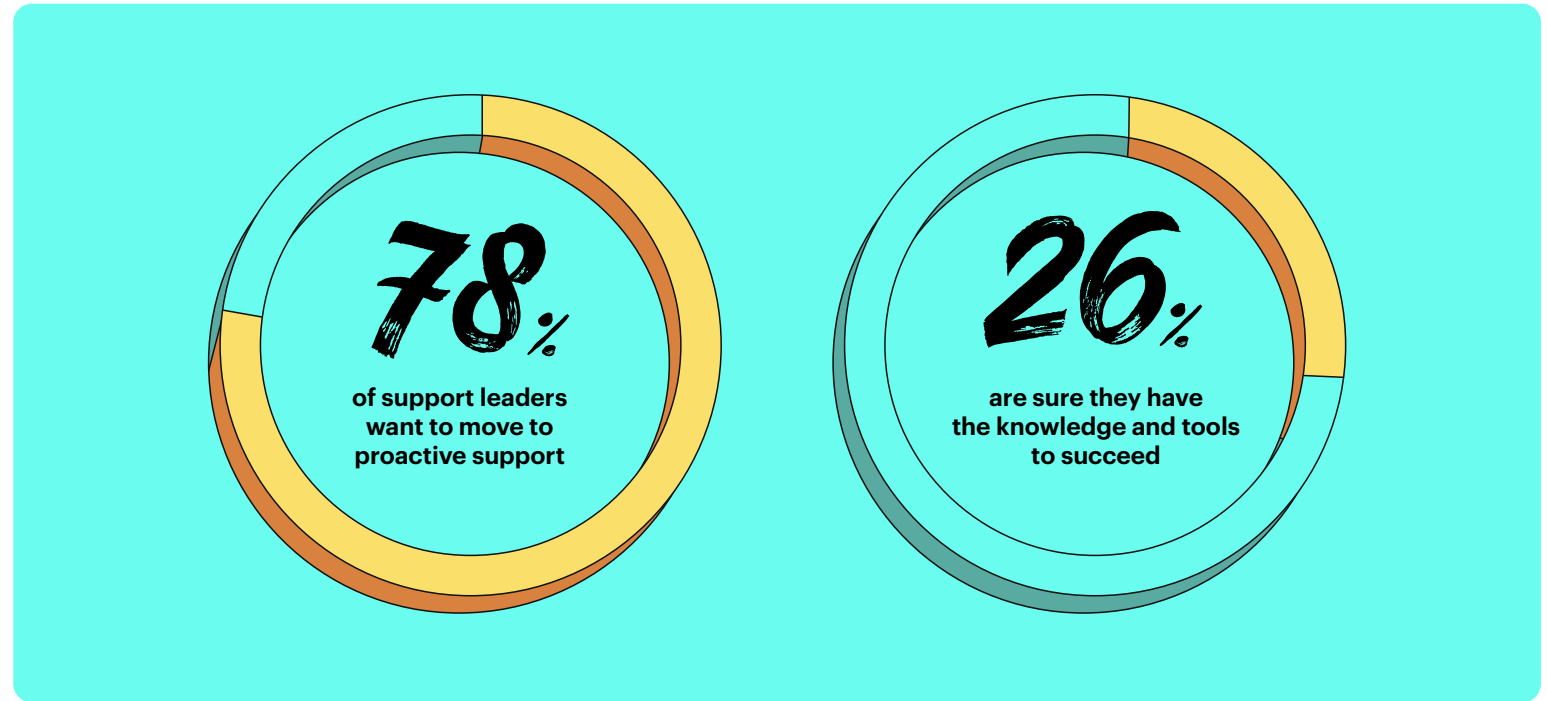 78%
of support leaders
want to move to
proactive support
26%
are sure they have
the knowledge and tools
to succeed